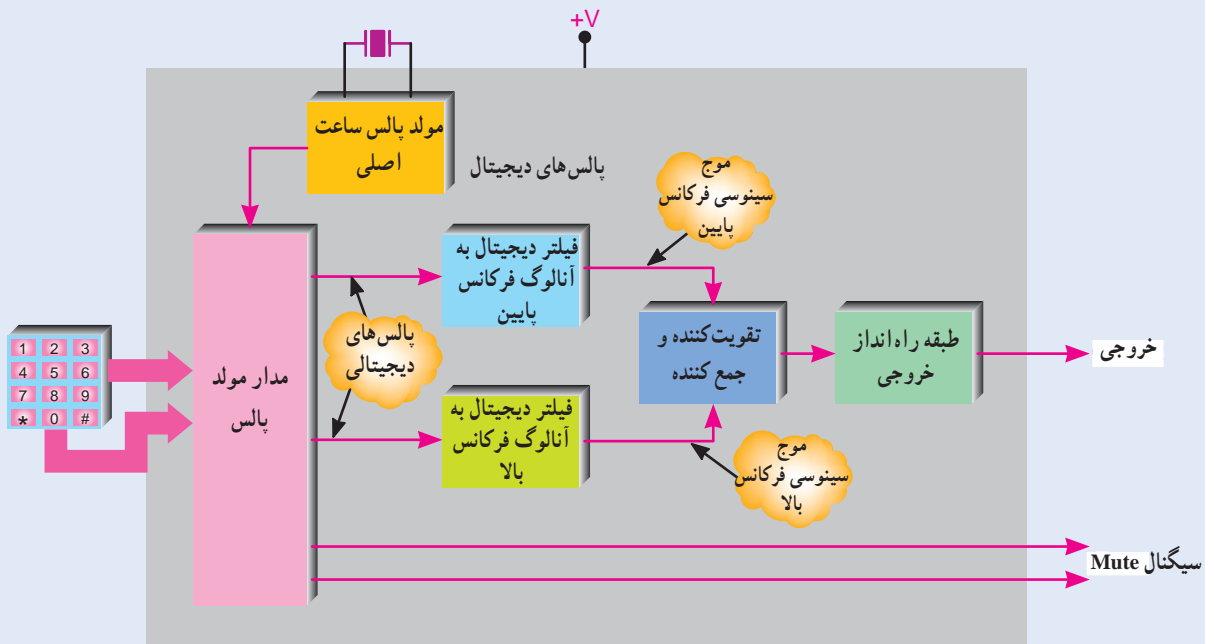 +V
مولد پالس ساعت
اصلی
پالس‌های دیجیتال
موج
سینوسی فرکانس
پایین
فیلتر دیجیتال به
آنالوگ فرکانس
پایین
پالس‌های
دیجیتالی
1 2 3
4 5 6
7 8 9
* 0 #
مدار مولد
پالس
تقویت‌کننده و
جمع کننده
طبقه راه‌انداز
خروجی
خروجی
فیلتر دیجیتال به
آنالوگ فرکانس
بالا
موج
سینوسی فرکانس
بالا
سیگنال Mute